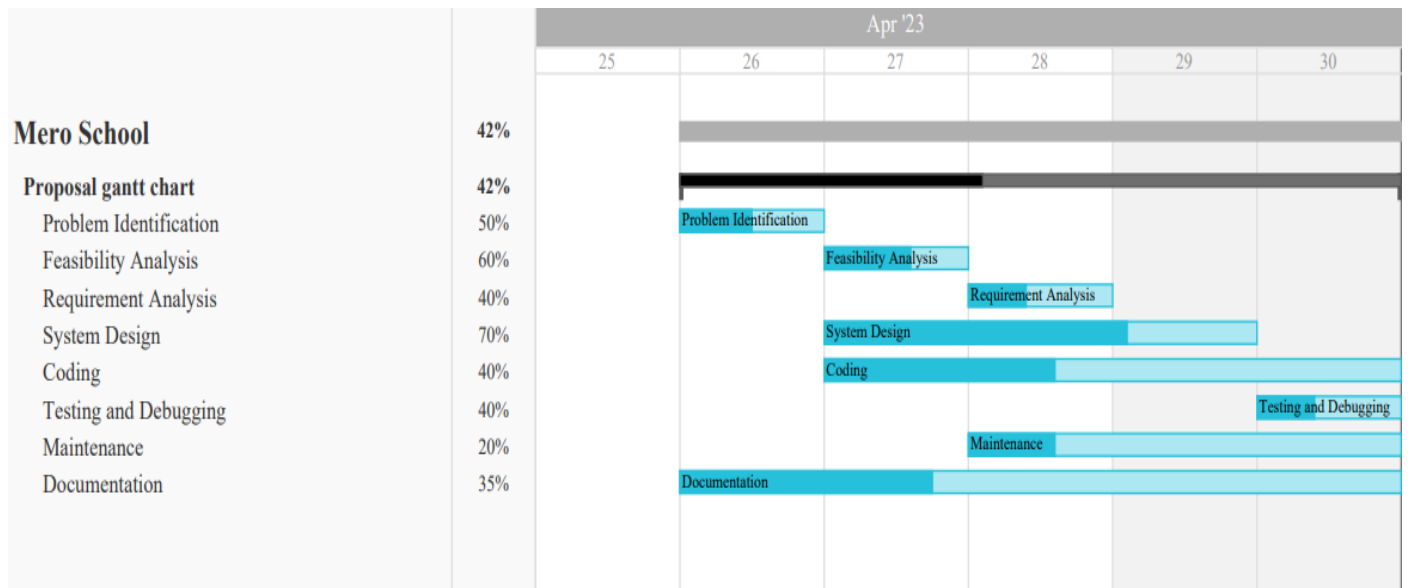 Apr '23
25 26 27 28 29 30
Mero School 42%
Proposal gantt chart 42%
Problem Identification 50% Problem Identification
Feasibility Analysis 60% Feasibility Analysis
Requirement Analysis 40% Requirement Analysis
System Design 70% System Design
Coding 40% Coding
Testing and Debugging 40% Testing and Debugging
Maintenance 20% Maintenance
Documentation 35% Documentation